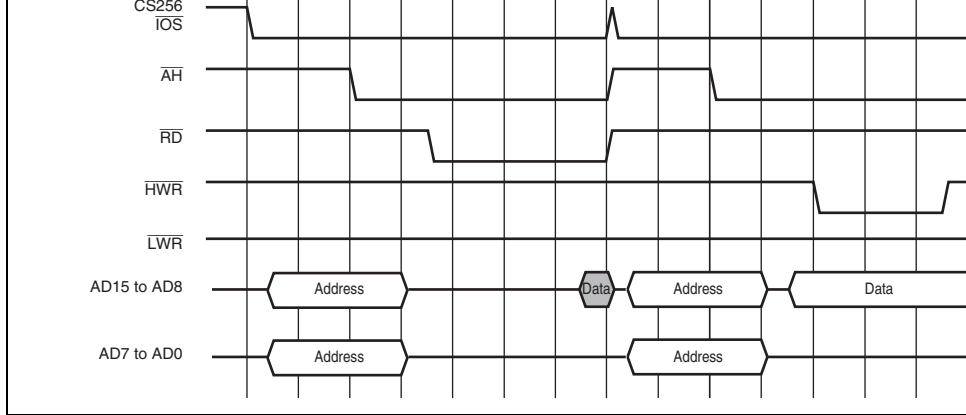 CS256
IOS
AH
RD
HWR
LWR
AD15 to AD8 Address Data Address Data
AD7 to AD0 Address Address